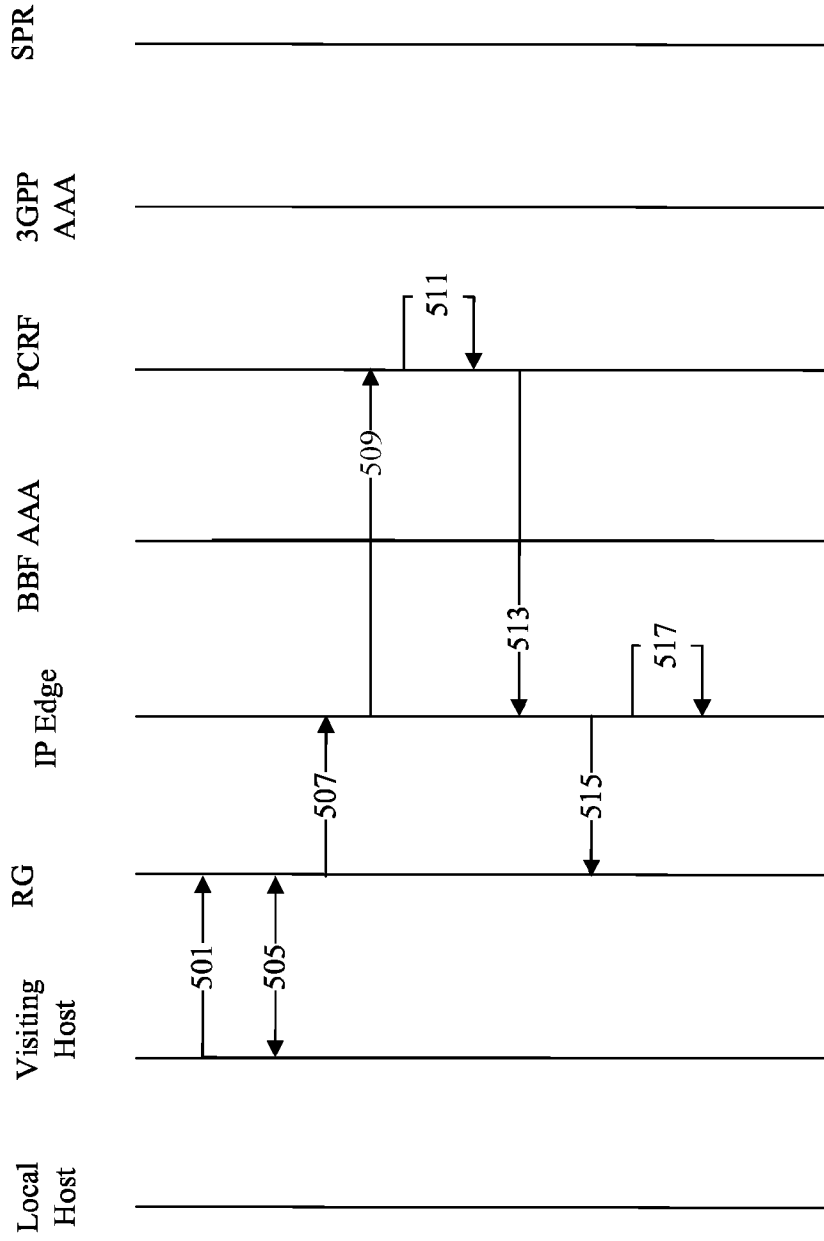 Local
Host
Visiting
Host
RG
IP Edge
BBF AAA
PCRF
3GPP
AAA
SPR
501
505
507
509
511
513
515
517